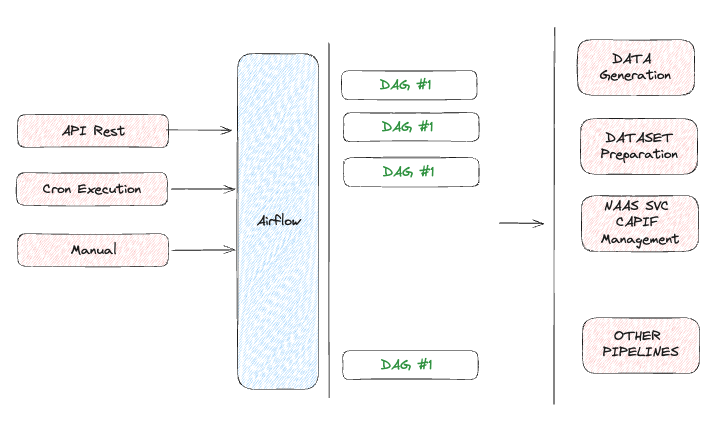 API Rest
Cron Execution
Manual
Airflow
DAG #1
DAG #1
DAG #1
DAG #1
DATA
Generation
DATASET
Preparation
NAAS SVC
CAPIF
Management
OTHER
PIPELINES